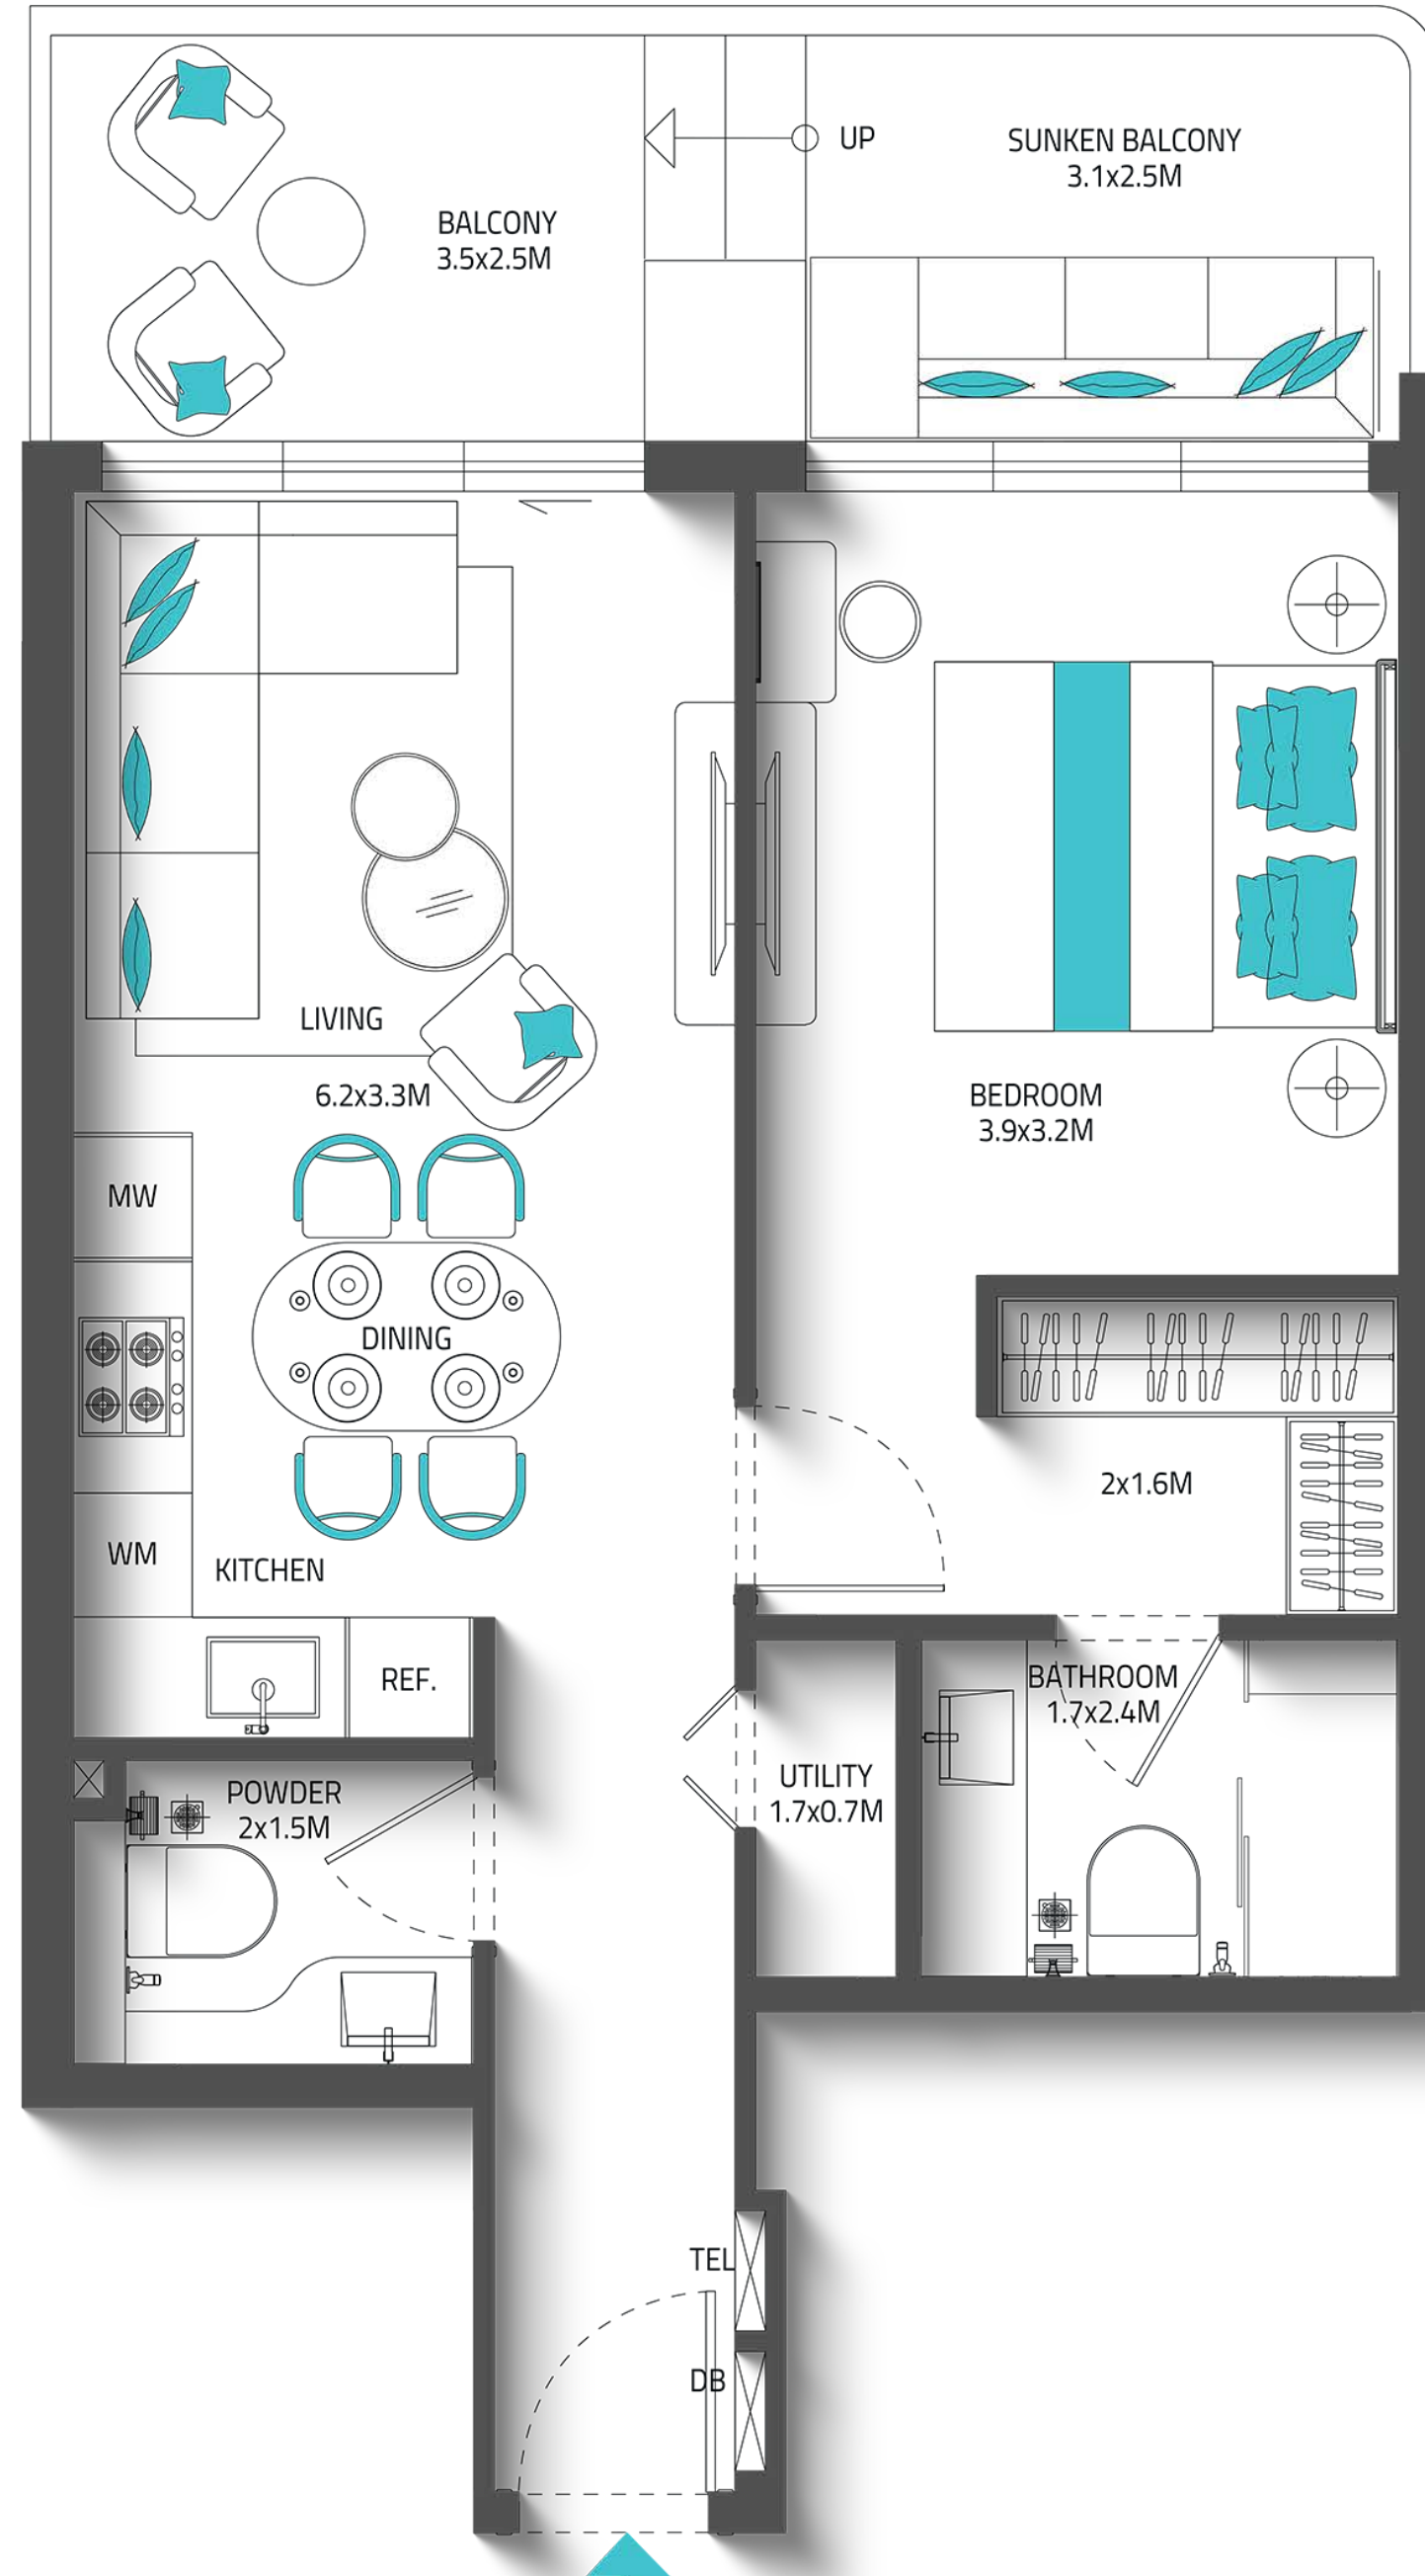 UP
SUNKEN BALCONY
3.1x2.5M
BALCONY
3.5x2.5M
LIVING
6.2x3.3M
BEDROOM
3.9x3.2M
MW
DINING
2x1.6M
WM
KITCHEN
REF.
BATHROOM
1.7x2.4M
UTILITY
1.7x0.7M
POWDER
2x1.5M
TEL
DB